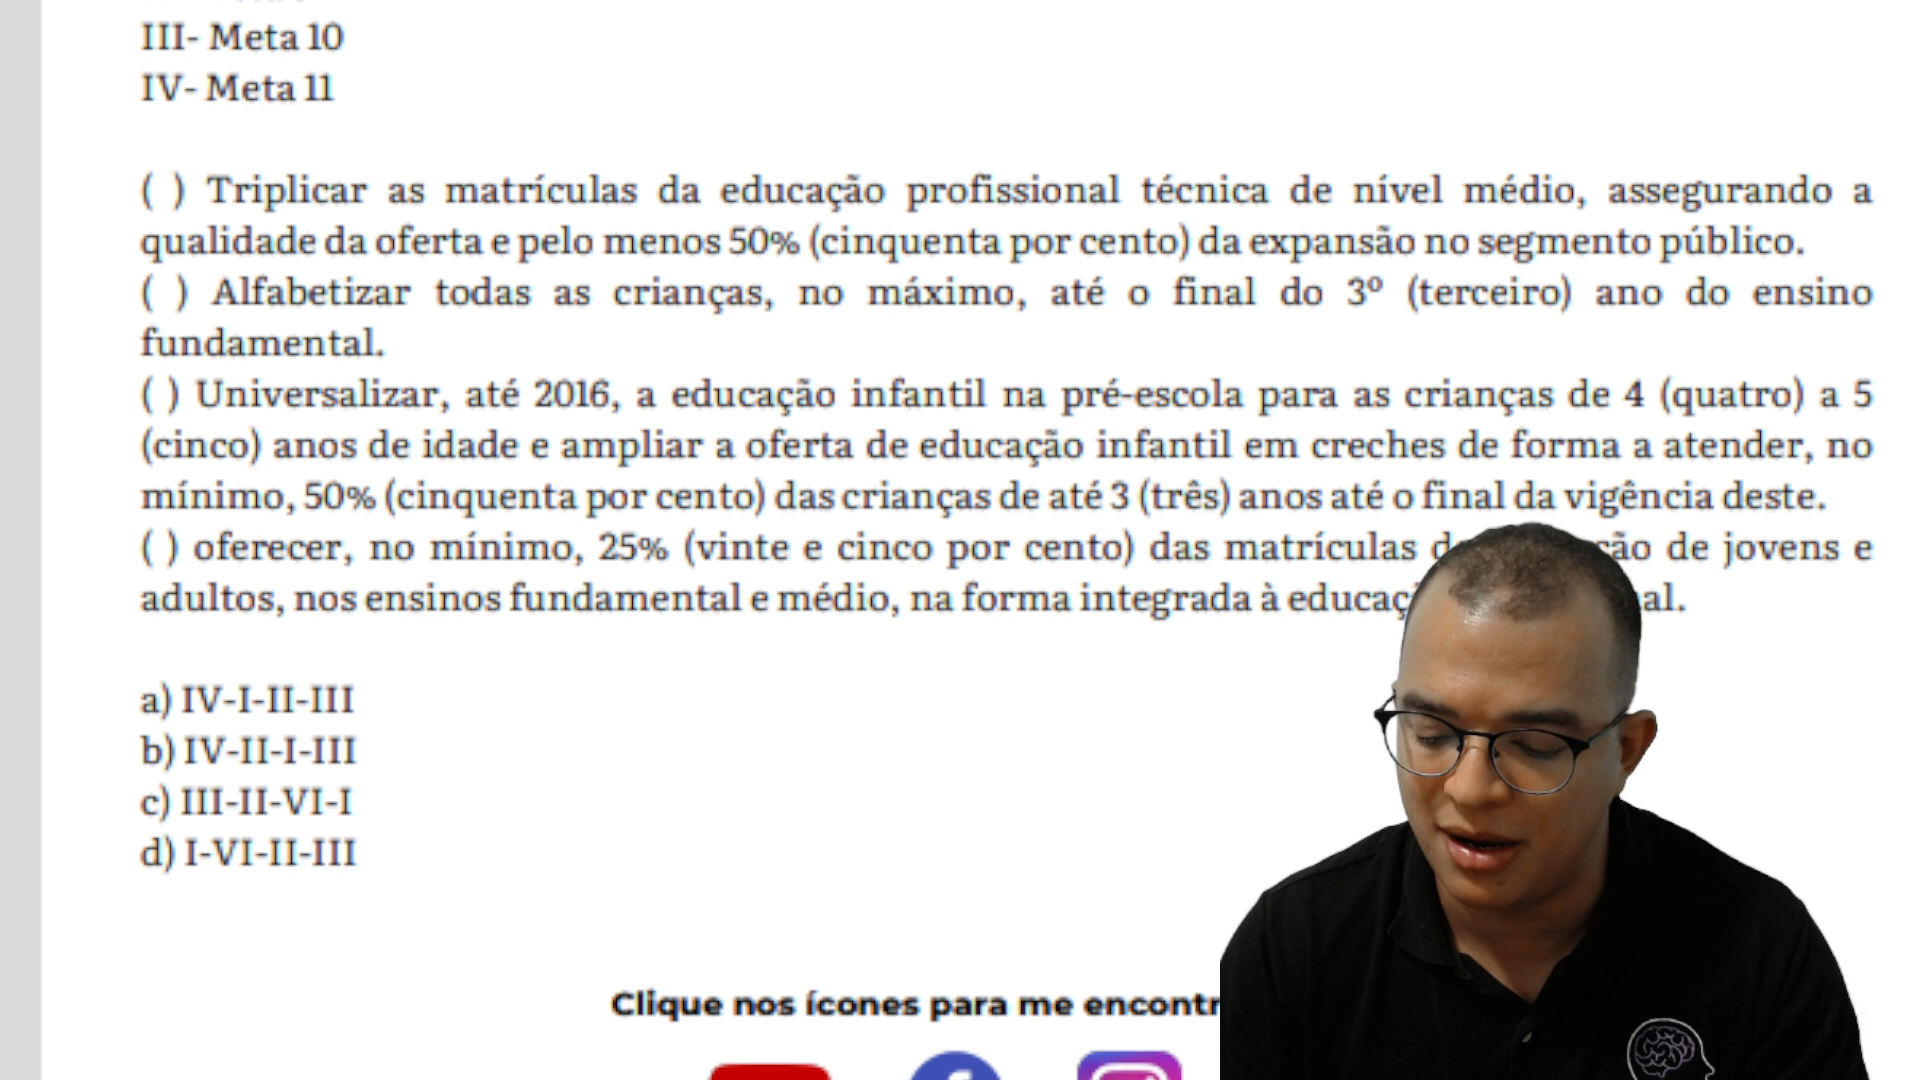 III- Meta 10
IV- Meta 11
( ) Triplicar as matrículas da educação profissional técnica de nível médio, assegurando a
qualidade da oferta e pelo menos 50% (cinquenta por cento) da expansão no segmento público.
( ) Alfabetizar todas as crianças, no máximo, até o final do 3º (terceiro) ano do ensino
fundamental.
( ) Universalizar, até 2016, a educação infantil na pré-escola para as crianças de 4 (quatro) a 5
(cinco) anos de idade e ampliar a oferta de educação infantil em creches de forma a atender, no
mínimo, 50% (cinquenta por cento) das crianças de até 3 (três) anos até o final da vigência deste.
( ) oferecer, no mínimo, 25% (vinte e cinco por cento) das matrículas de jovens e
adultos, nos ensinos fundamental e médio, na forma integrada à
a) IV-I-II-III
b) IV-II-I-III
c) III-II-VI-I
d) I-VI-II-III
Clique nos ícones para me